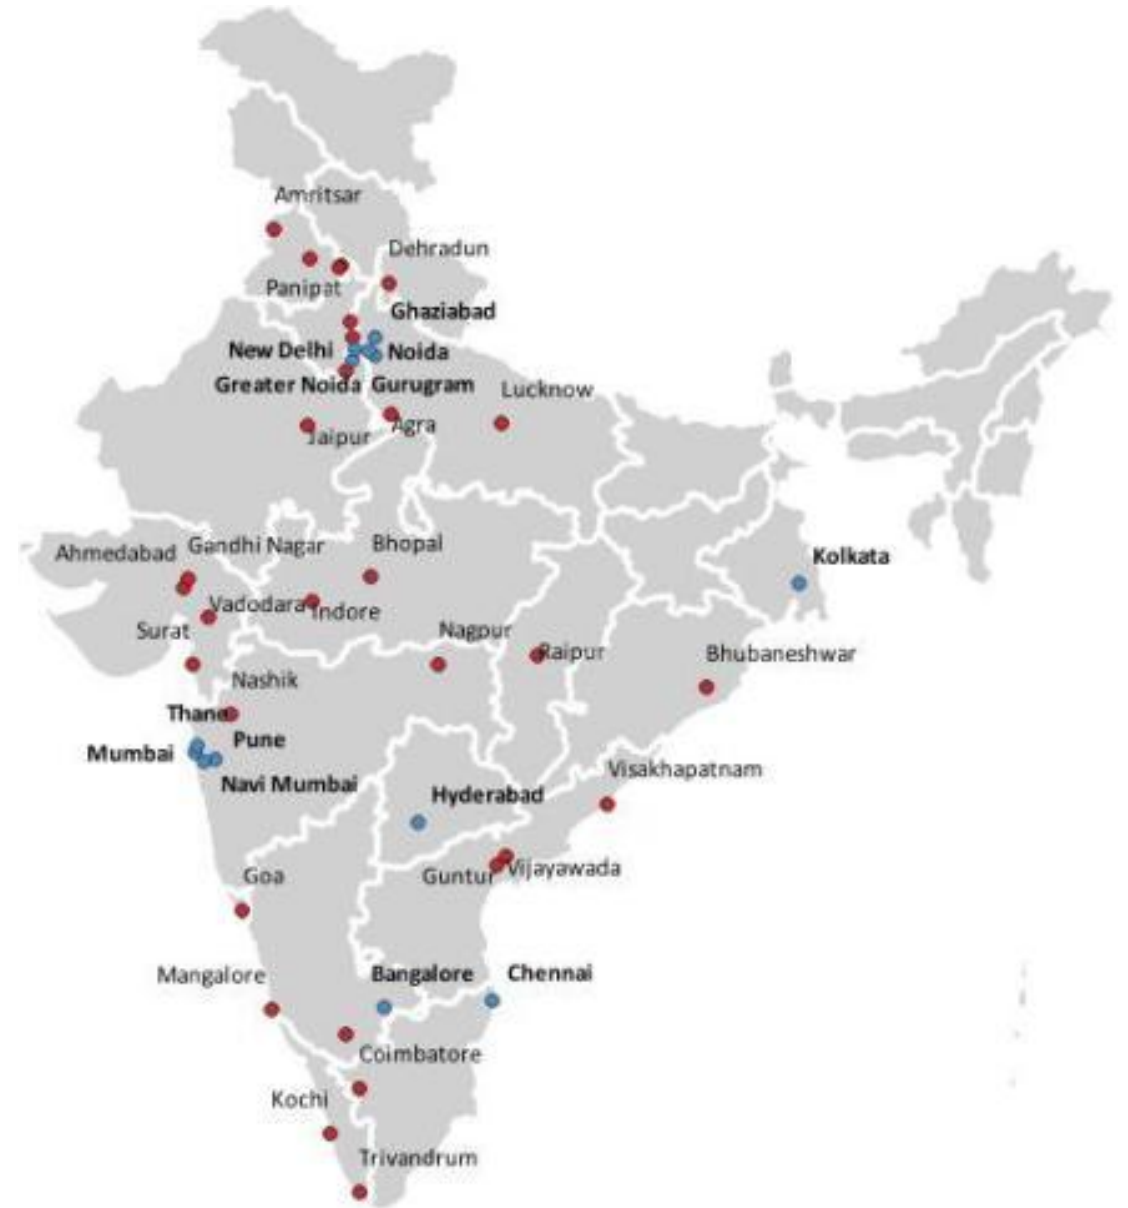 Amritsar
Dehradun
Panipat
Ghaziabad
New Delhi
Noida
Greater Noida
Gurugram
Lucknow
Jaipur
Agra
Ahmedabad
Gandhi Nagar
Bhopal
Kolkata
Vadodara
Indore
Surat
Nagpur
Raipur
Bhubaneshwar
Nashik
Thane
Pune
Mumbai
Navi Mumbai
Visakhapatnam
Hyderabad
Guntur
Vijayawada
Goa
Mangalore
Bangalore
Chennai
Coimbatore
Kochi
Trivandrum